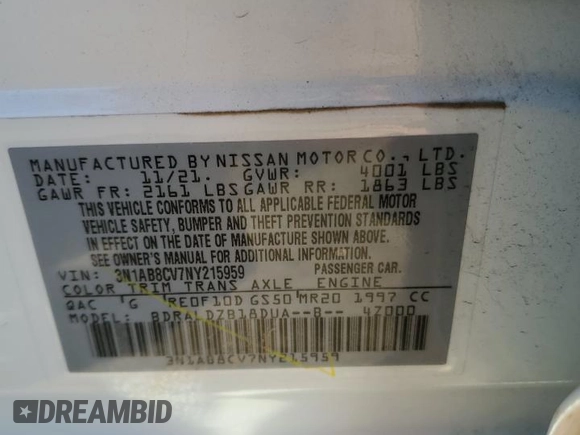 MANUFACTURED BY NISSAN MOTOR CO., LTD.
DATE: 11/21. GVWR: 4001 LBS
GAWR FR: 2161 LBS GAWR RR: 1863 LBS
THIS VEHICLE CONFORMS TO ALL APPLICABLE FEDERAL MOTOR
VEHICLE SAFETY, BUMPER AND THEFT PREVENTION STANDARDS
IN EFFECT ON THE DATE OF MANUFACTURE SHOWN ABOVE.
SEE OWNER'S MANUAL FOR ADDITIONAL INFORMATION.
VIN: 3N1AB8CV7NY215959 PASSENGER CAR.
COLOR TRIM TRANS AXLE ENGINE
QAC G RE0F10D GS50 MR20 1997 CC
MODEL: BDRALDZB18DUA--B-- 4Z000
3N1AB8CV7NY215959
DREAMBID